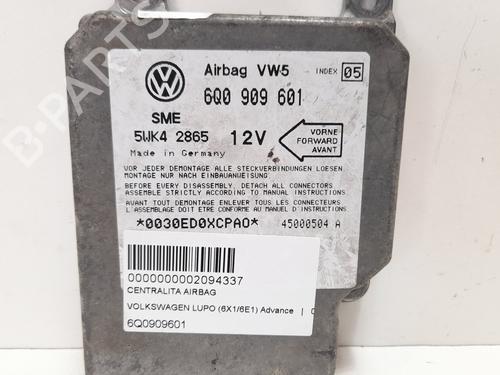 Airbag VW5 INDEX 05
6Q0 909 601
SME
5WK4 2865 12V
VORNE
FORWARD
AVANT
Made in Germany
VOR JEDER DEMONTAGE ALLE STECKVERBINDUNGEN LOESEN
MONTAGE NUR NACH EINBAUANWEISUNG
BEFORE EVERY DISASSEMBLY, DETACH ALL CONNECTORS
ASSEMBLE STRICTLY ACCORDING TO MANUAL INSTRUCTIONS
AVANT TOUT DEMONTAGE ENLEVER TOUS LES CONNECTEURS
L'ASSEMBLAGE DOIT ETRE CONFORME AU MANUEL D'INSTRUCTIONS
*0030ED0XCPAO*
45000504 A
0000000002094337
CENTRALITA AIRBAG
VOLKSWAGEN LUPO (6X1/6E1) Advance |
6Q0909601
B-PARTS